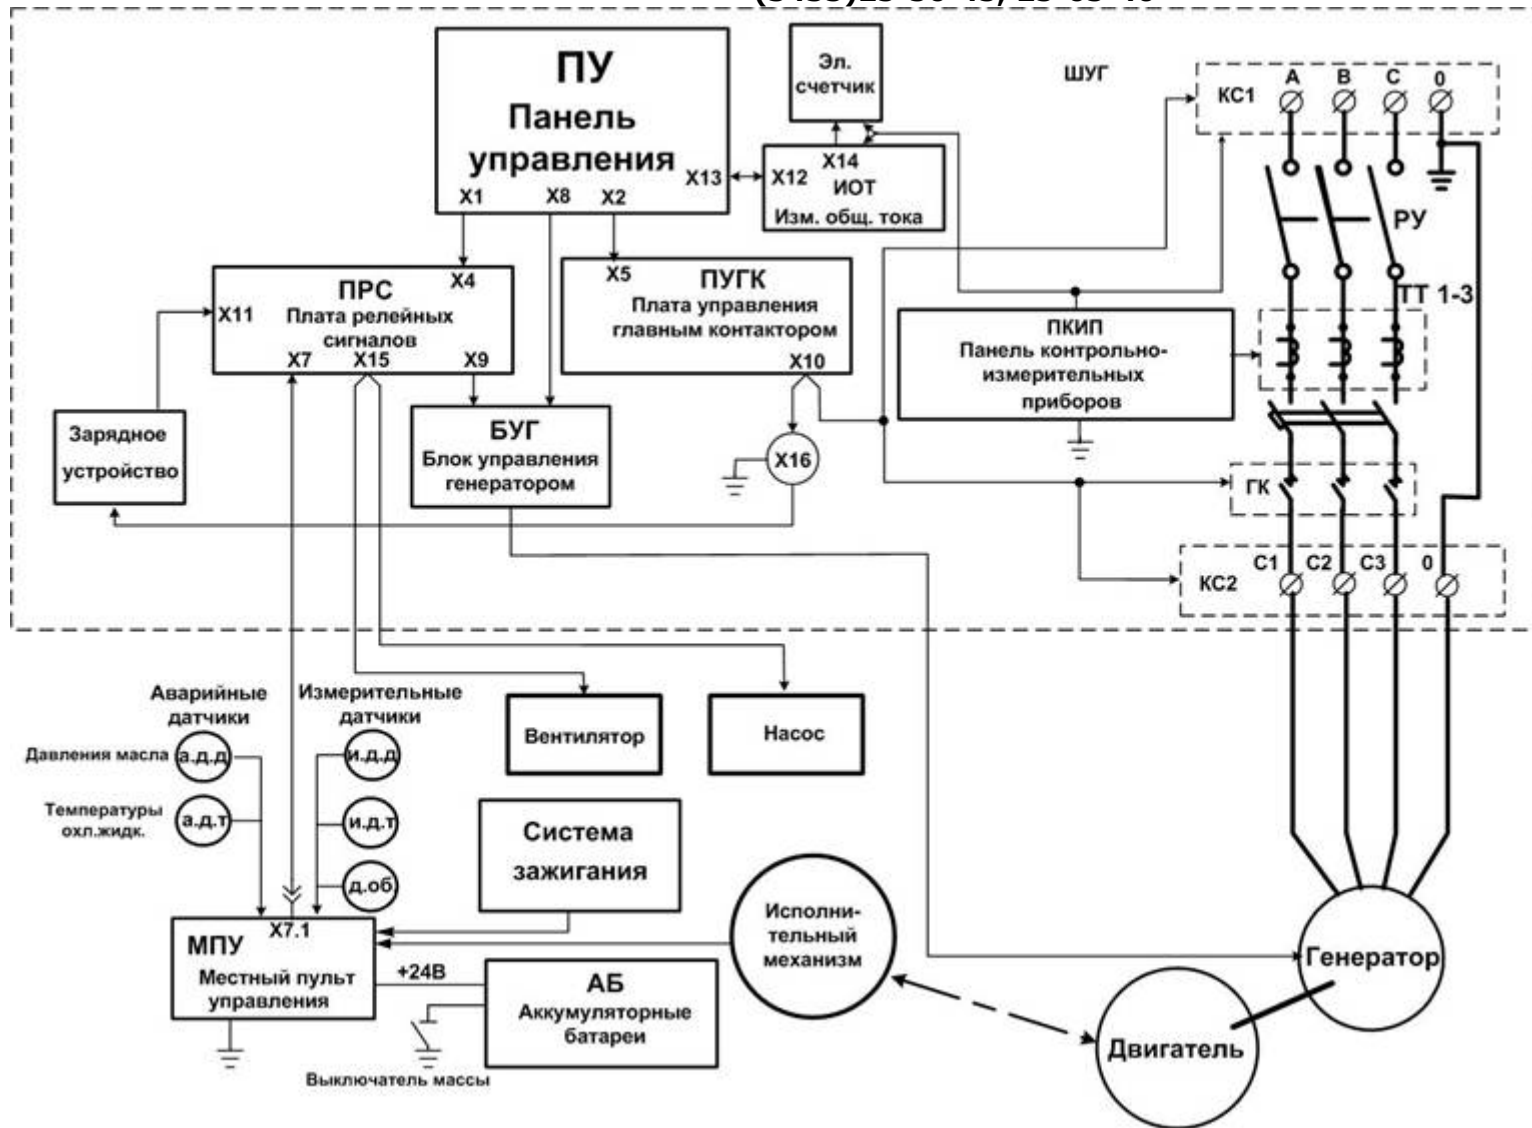 ПУ
Панель
управления
X13
X1
X8
X2
Эл.
счетчик
X14
X12
ИОТ
Изм. общ. тока
ШУГ
КС1
A
B
C
0
РУ
ТТ 1-3
X4
ПРС
X11
Плата релейных
сигналов
X7
X15
X9
X5
ПУГК
Плата управления
главным контактором
X10
ПКИП
Панель контрольно-
измерительных
приборов
Зарядное
устройство
БУГ
Блок управления
генератором
X16
ГК
C1
C2
C3
0
КС2
Аварийные
датчики
Измерительные
датчики
Давления масла
а.д.д
и.д.д
Температуры
охл.жидк.
а.д.т
и.д.т
д.об
Вентилятор
Насос
Система
зажигания
X7.1
МПУ
Местный пульт
управления
+24В
АБ
Аккумуляторные
батареи
Выключатель массы
Исполни-
тельный
механизм
Генератор
Двигатель